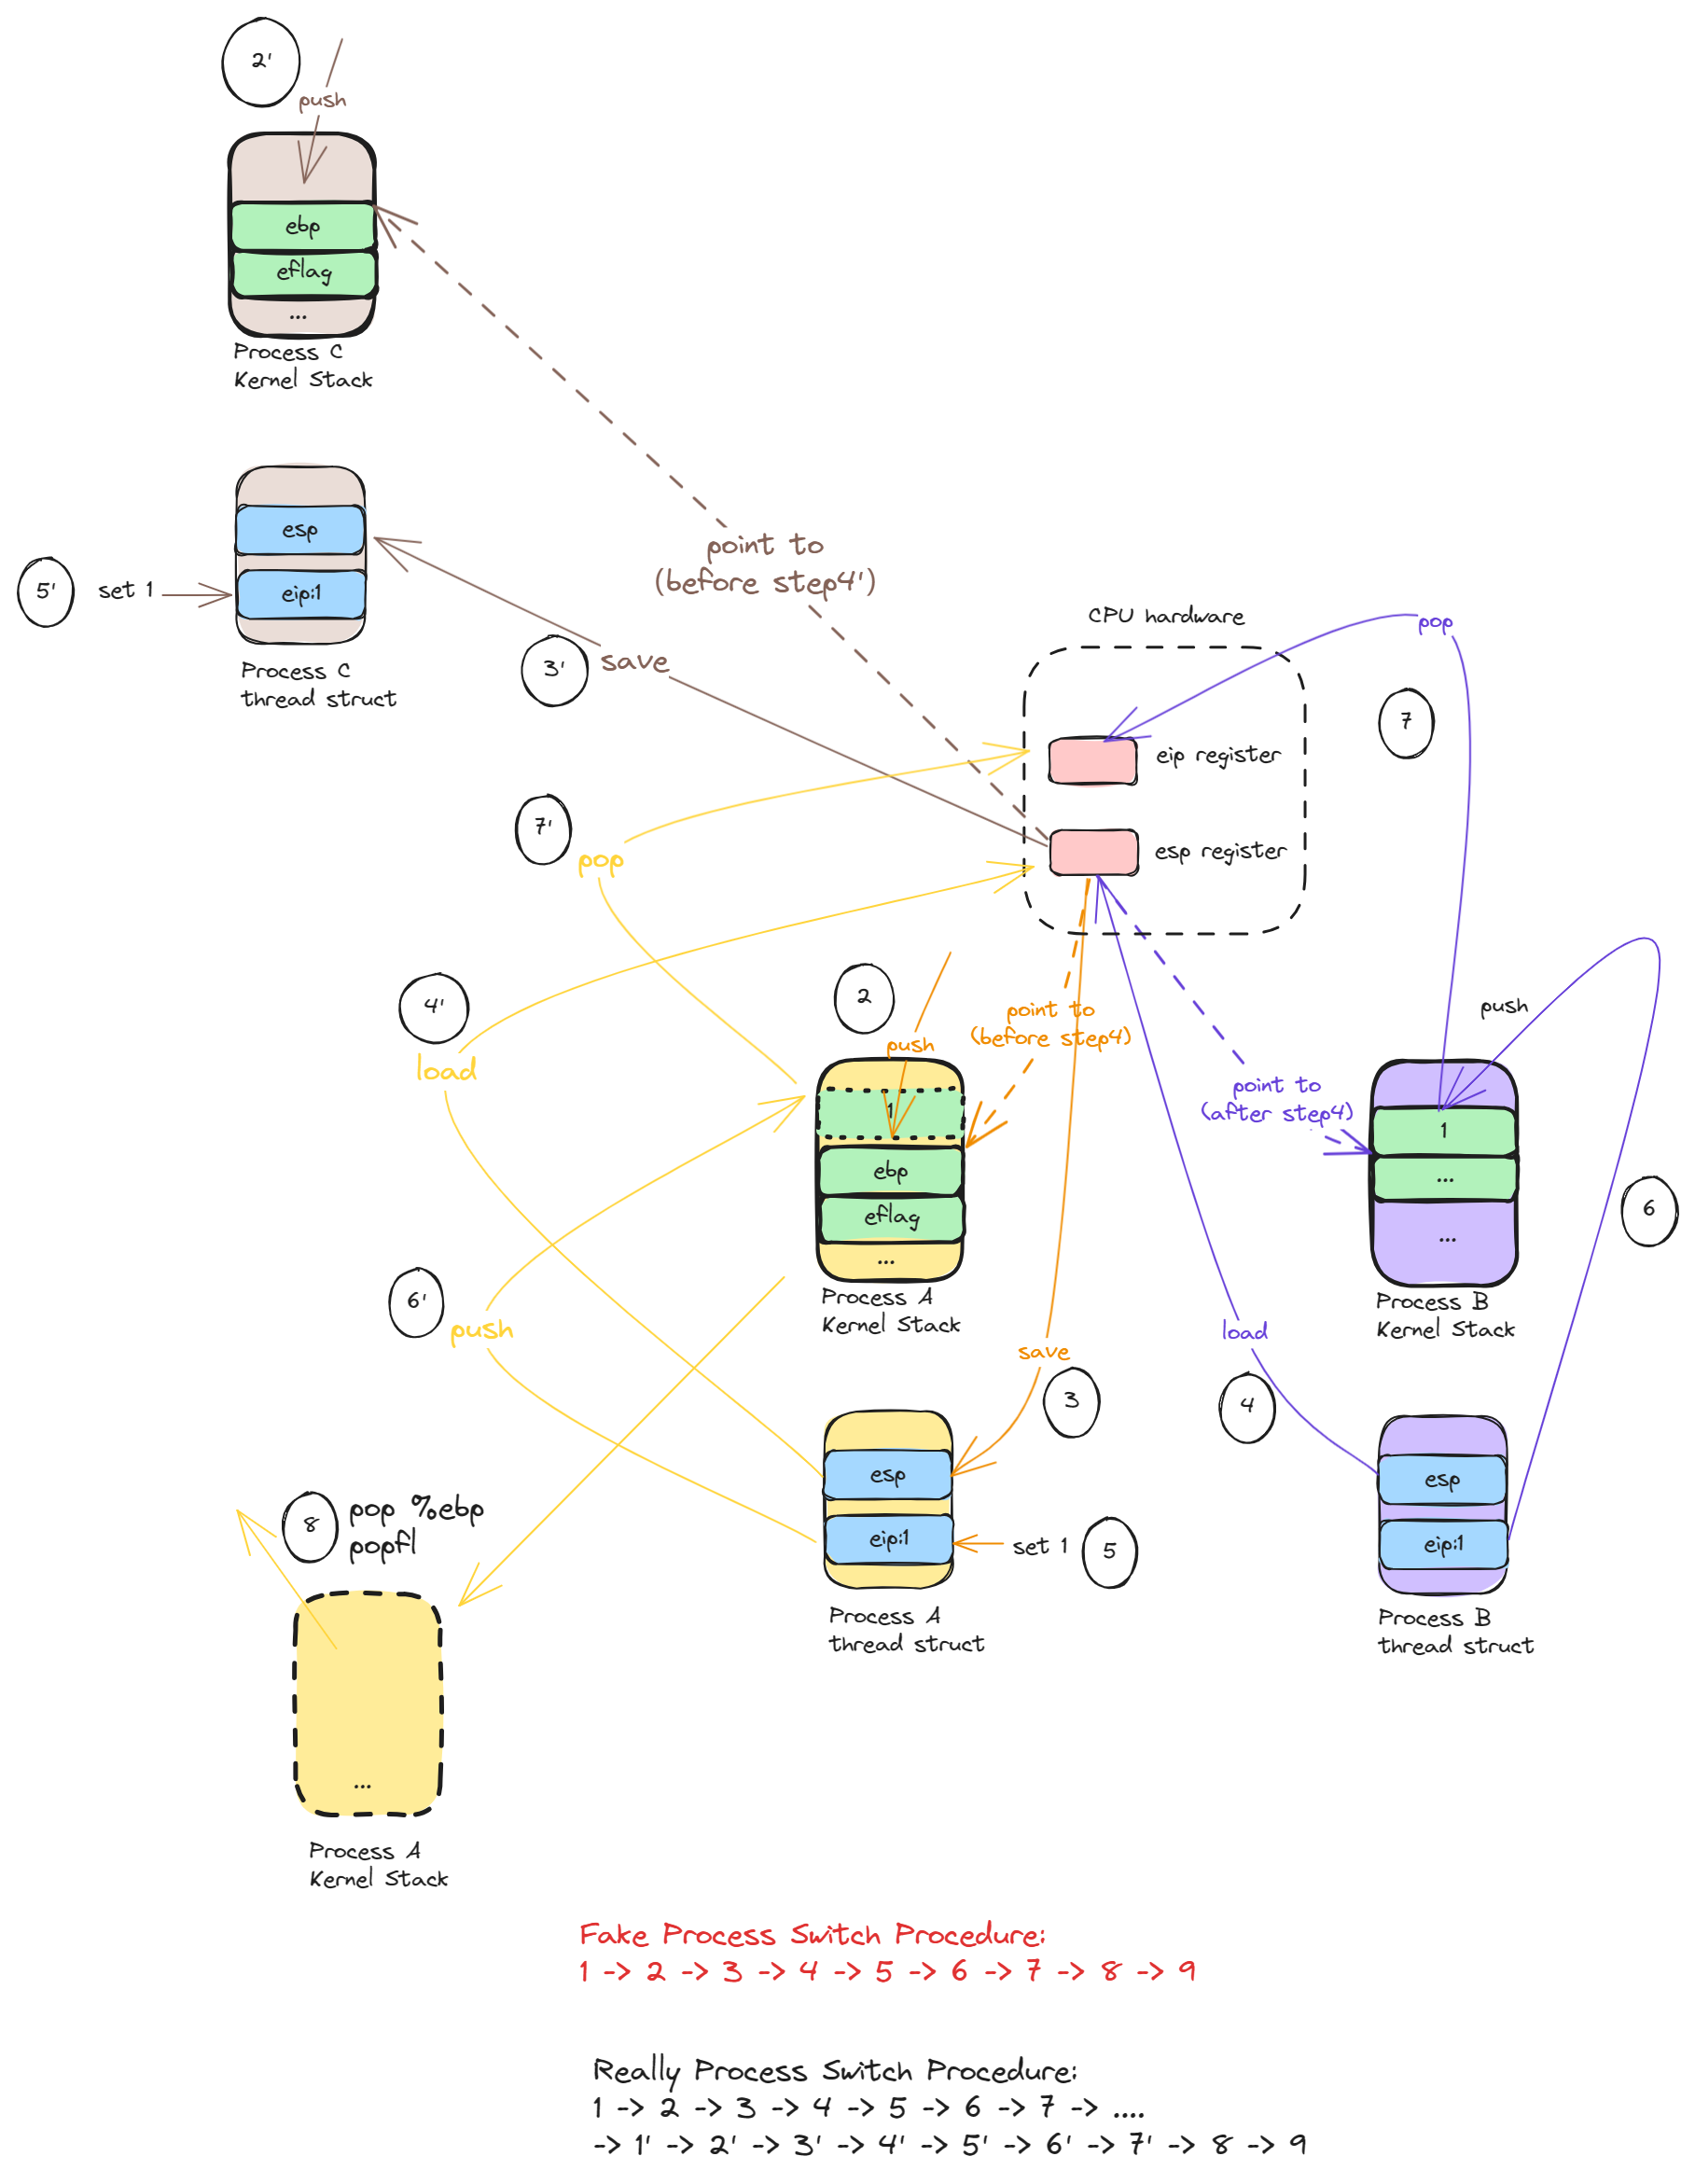 2'
push
ebp
eflag
...
Process C
Kernel Stack
esp
5'
set 1
eip:1
Process C
thread struct
point to
(before step4')
3'
save
CPU hardware
pop
7
eip register
esp register
7'
pop
4'
load
2
push
point to
(before step4)
1
ebp
eflag
...
Process A
Kernel Stack
point to
(after step4)
push
1
...
...
Process B
Kernel Stack
6
6'
push
save
3
load
4
esp
eip:1
set 1
5
Process A
thread struct
esp
eip:1
Process B
thread struct
8
pop %ebp
popfl
...
Process A
Kernel Stack
Fake Process Switch Procedure:
1 -> 2 -> 3 -> 4 -> 5 -> 6 -> 7 -> 8 -> 9
Really Process Switch Procedure:
1 -> 2 -> 3 -> 4 -> 5 -> 6 -> 7 -> ....
-> 1' -> 2' -> 3' -> 4' -> 5' -> 6' -> 7' -> 8 -> 9